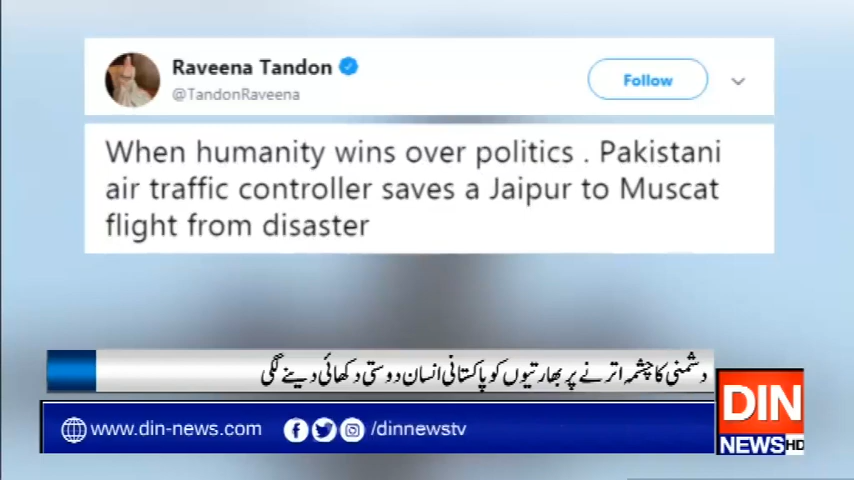 Raveena Tandon
Follow
@TandonRaveena
When humanity wins over politics . Pakistani
air traffic controller saves a Jaipur to Muscat
flight from disaster
دشمنی کا چشمہ اترنے پر بھارتیوں کو پاکستانی انسان دوستی دکھائی دینے لگی
www.din-news.com /dinnewstv
DIN
NEWS HD